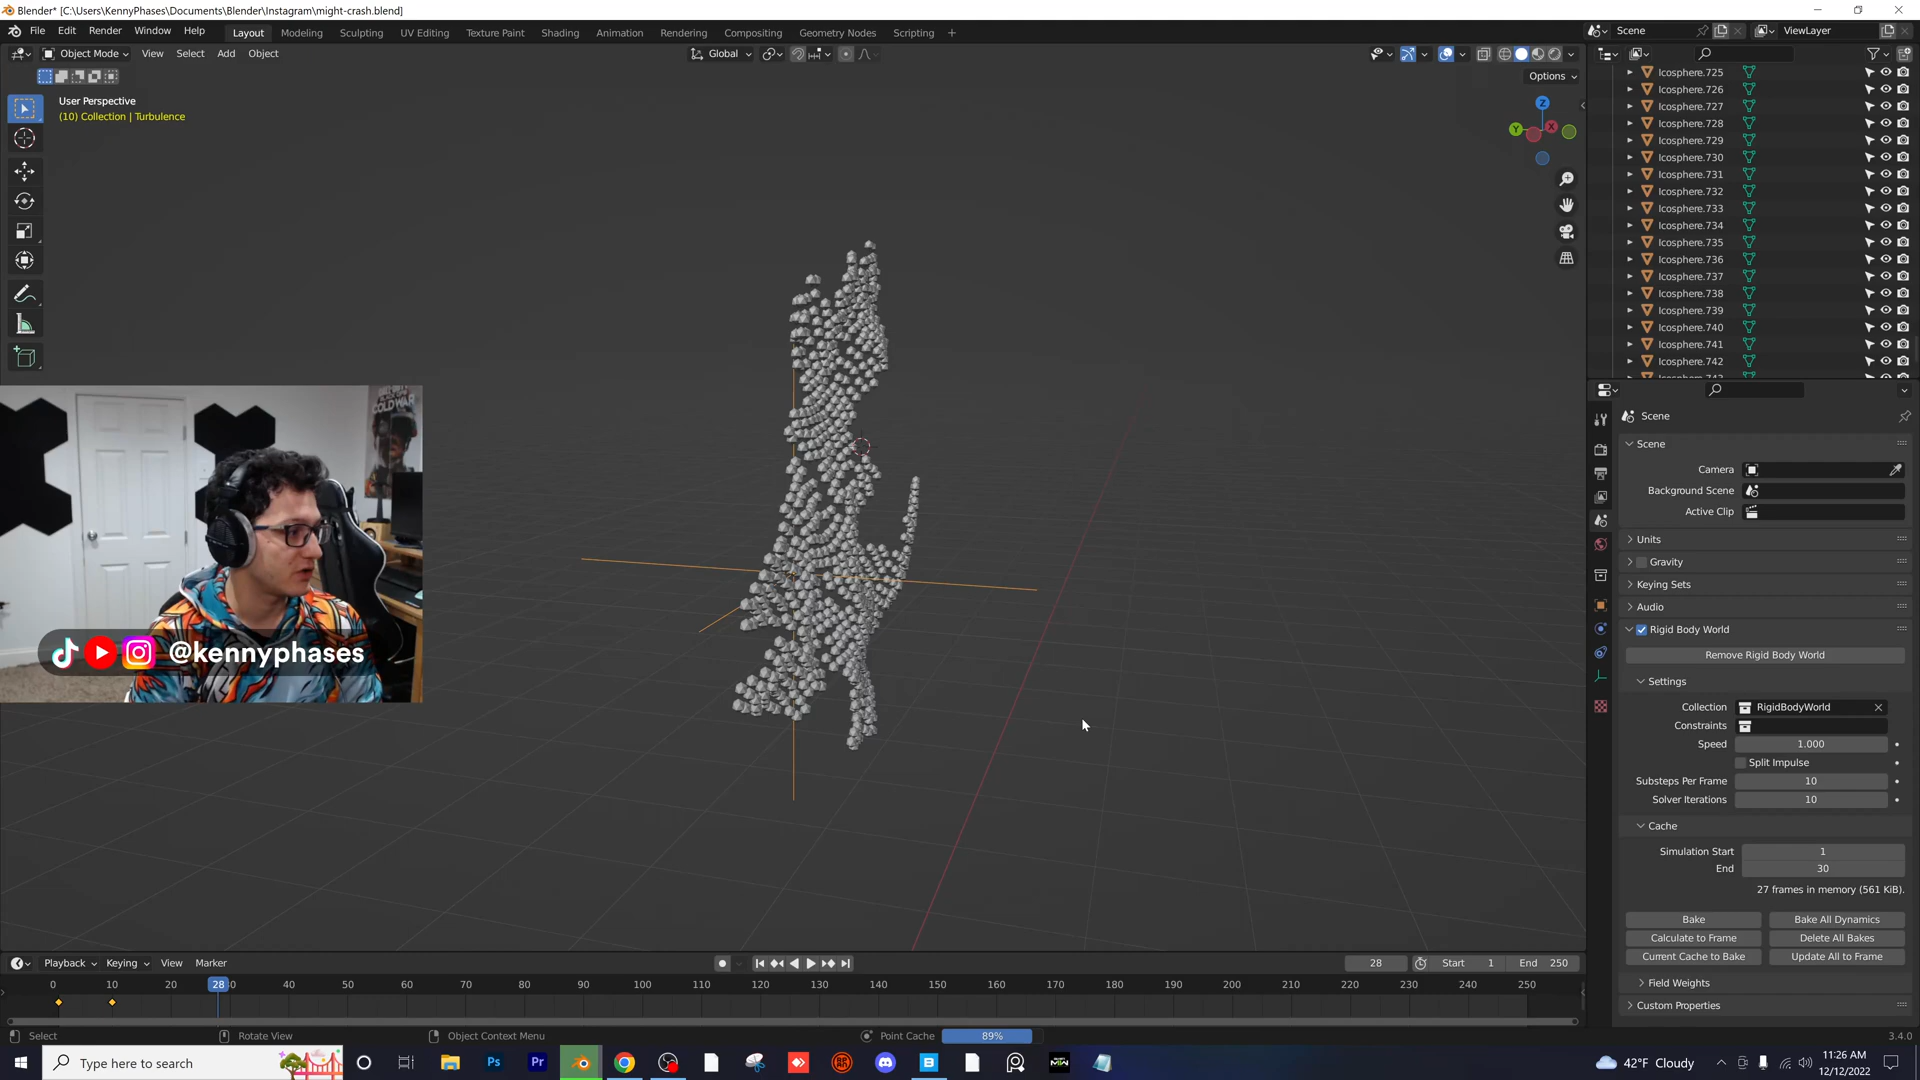 Blender* [C:\Users\KennyPhases\Documents\Blender\Instagram\might-crash.blend]
File Edit Render Window Help Layout Modeling Sculpting UV Editing Texture Paint Shading Animation Rendering Compositing Geometry Nodes Scripting + Scene ViewLayer
Object Mode View Select Add Object Global
Options
User Perspective
(10) Collection | Turbulence
Z
Y
X
Icosphere.725
Icosphere.726
Icosphere.727
Icosphere.728
Icosphere.729
Icosphere.730
Icosphere.731
Icosphere.732
Icosphere.733
Icosphere.734
Icosphere.735
Icosphere.736
Icosphere.737
Icosphere.738
Icosphere.739
Icosphere.740
Icosphere.741
Icosphere.742
COLD WAR
@kennyphases
Scene
Scene
Camera
Background Scene
Active Clip
Units
Gravity
Keying Sets
Audio
Rigid Body World
Remove Rigid Body World
Settings
Collection RigidBodyWorld
Constraints
Speed 1.000
Split Impulse
Substeps Per Frame 10
Solver Iterations 10
Cache
Simulation Start 1
End 30
27 frames in memory (561 KiB).
Bake Bake All Dynamics
Calculate to Frame Delete All Bakes
Current Cache to Bake Update All to Frame
Field Weights
Custom Properties
Playback Keying View Marker 28 Start 1 End 250
0 10 20 28 40 50 60 70 80 90 100 110 120 130 140 150 160 170 180 190 200 210 220 230 240 250
Select Rotate View Object Context Menu Point Cache 89% 3.4.0
Type here to search
Ps
Pr
42°F Cloudy
11:26 AM
12/12/2022